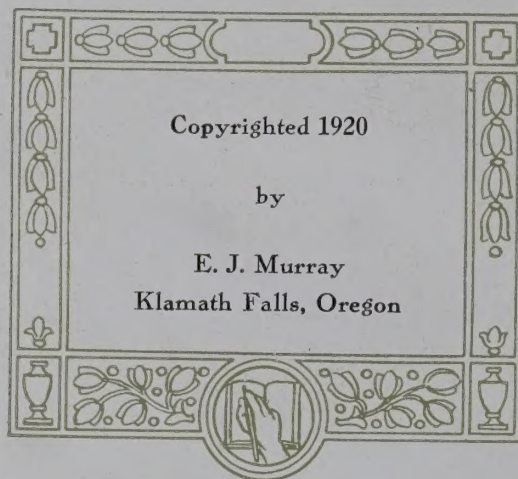 Copyrighted 1920
by
E. J. Murray
Klamath Falls, Oregon